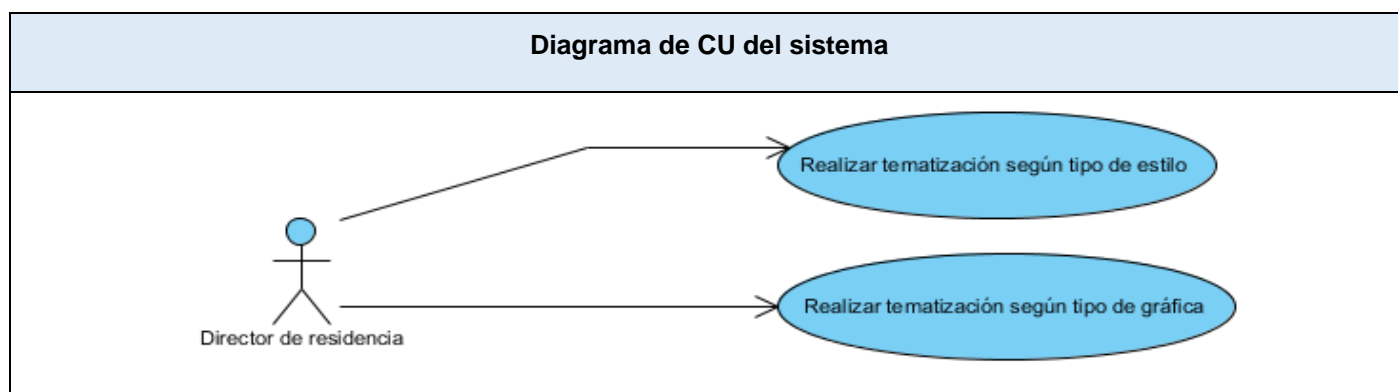 Diagrama de CU del sistema
Realizar tematización según tipo de estilo
Realizar tematización según tipo de gráfica
Director de residencia